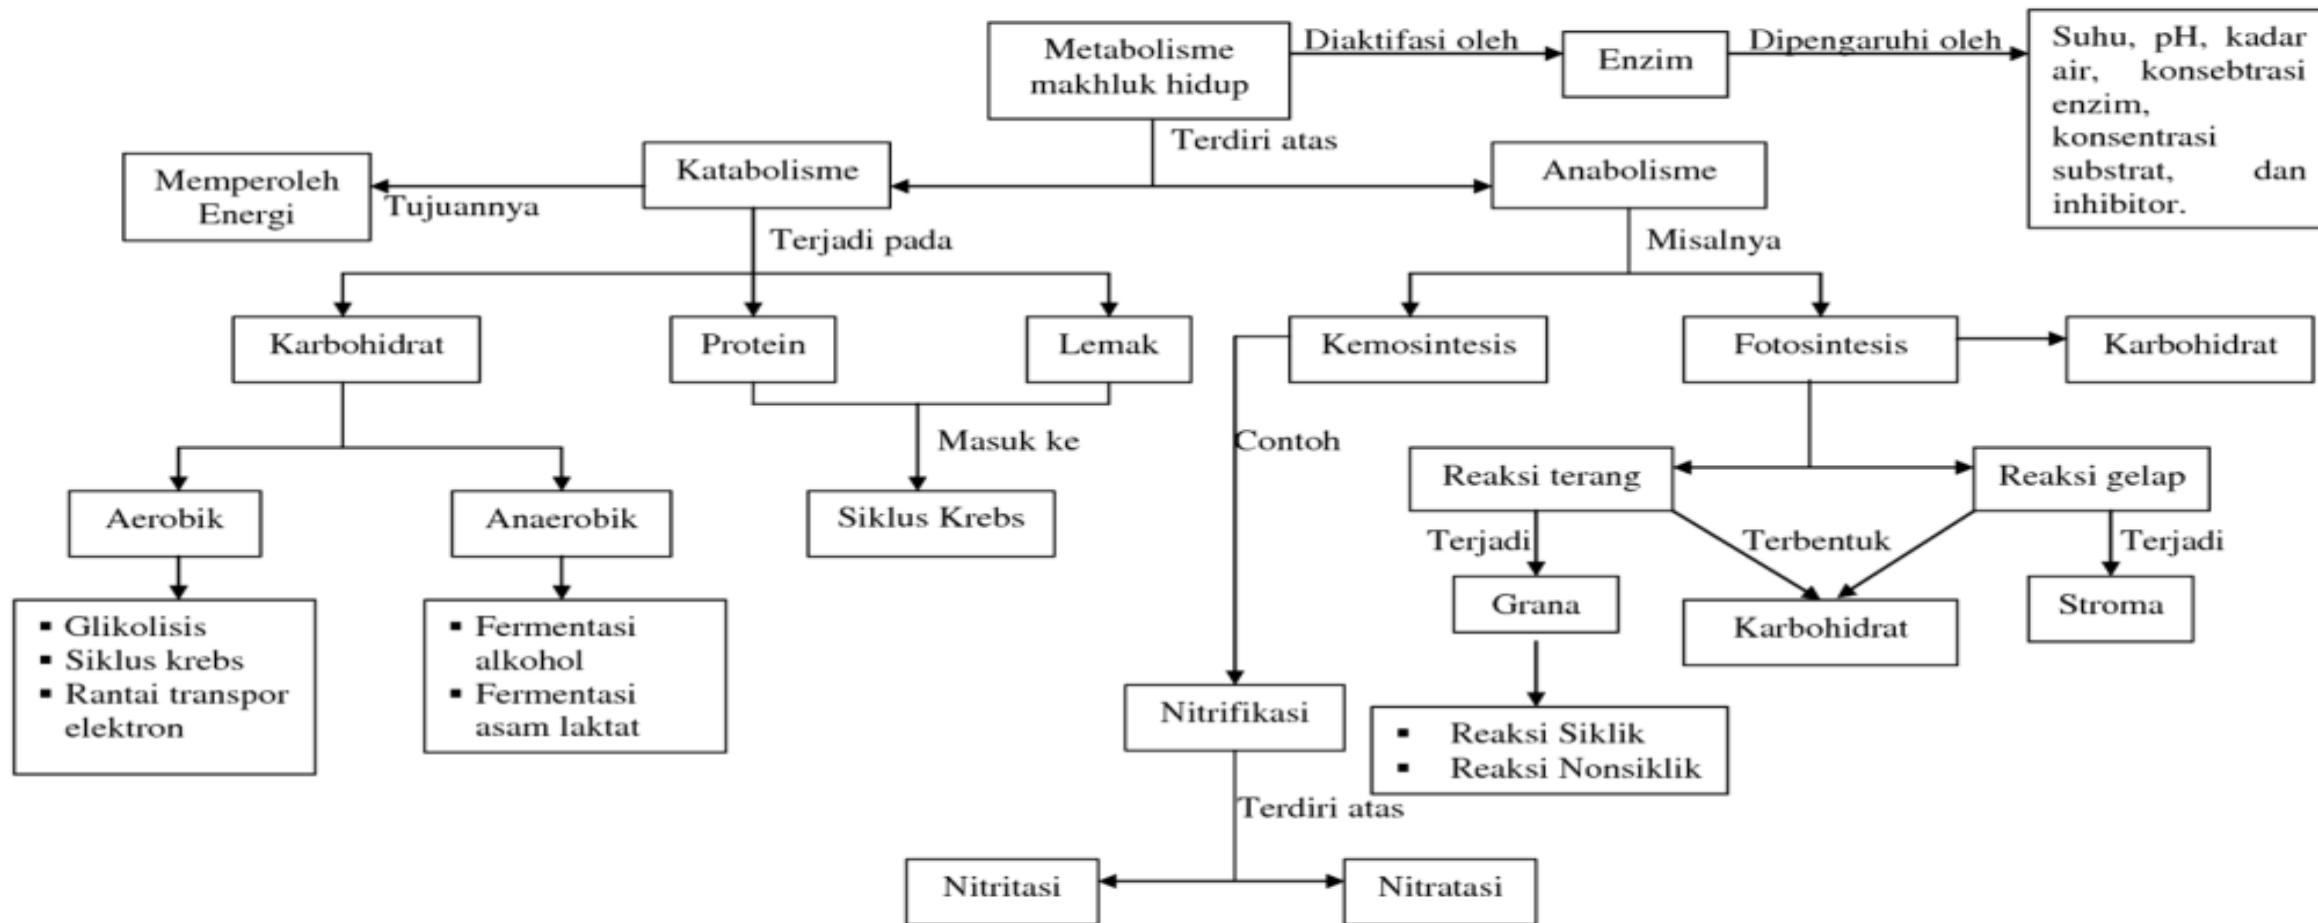 Metabolisme
makhluk hidup
Diaktifasi oleh
Enzim
Dipengaruhi oleh
Suhu, pH, kadar
air, konsebtrasi
enzim,
konsentrasi
substrat, dan
inhibitor.
Terdiri atas
Memperoleh
Energi
Tujuannya
Katabolisme
Anabolisme
Terjadi pada
Misalnya
Karbohidrat
Protein
Lemak
Kemosintesis
Fotosintesis
Karbohidrat
Masuk ke
Contoh
Aerobik
Anaerobik
Siklus Krebs
Reaksi terang
Reaksi gelap
Terjadi
Terbentuk
Terjadi
▪ Glikolisis
▪ Siklus krebs
▪ Rantai transpor
elektron
▪ Fermentasi
alkohol
▪ Fermentasi
asam laktat
Grana
Karbohidrat
Stroma
Nitrifikasi
▪ Reaksi Siklik
▪ Reaksi Nonsiklik
Terdiri atas
Nitritasi
Nitratasi